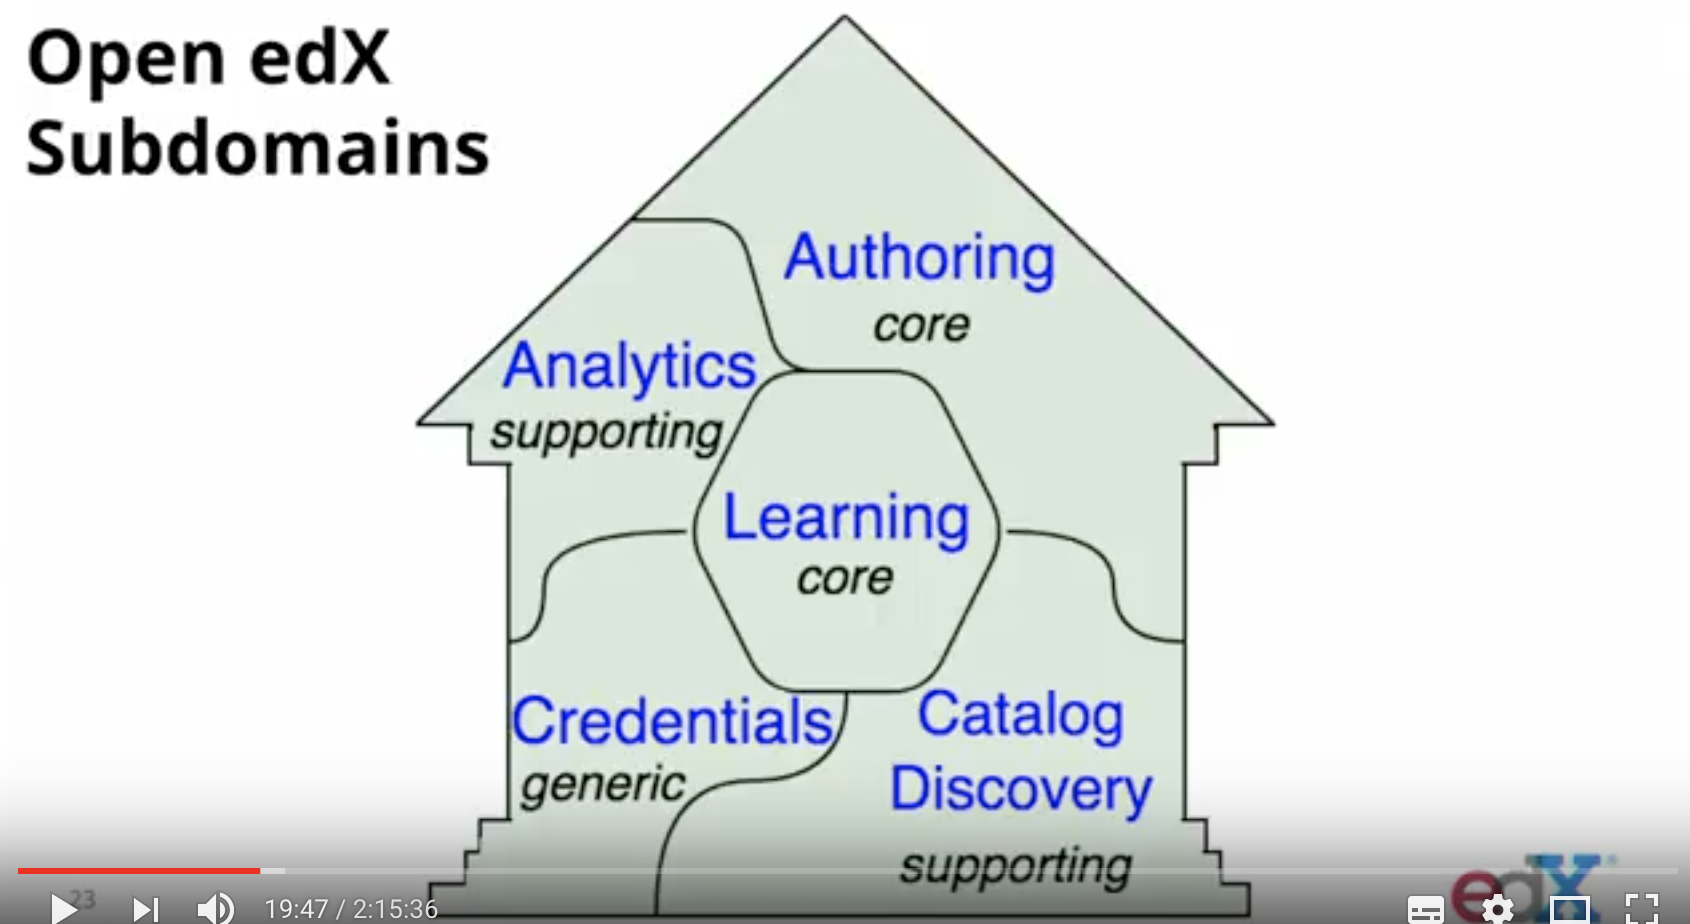 Open edX
Subdomains
Authoring
core
Analytics
supporting
Learning
core
Credentials
generic
Catalog
Discovery
supporting
23
19:47 / 2:15:36
edX